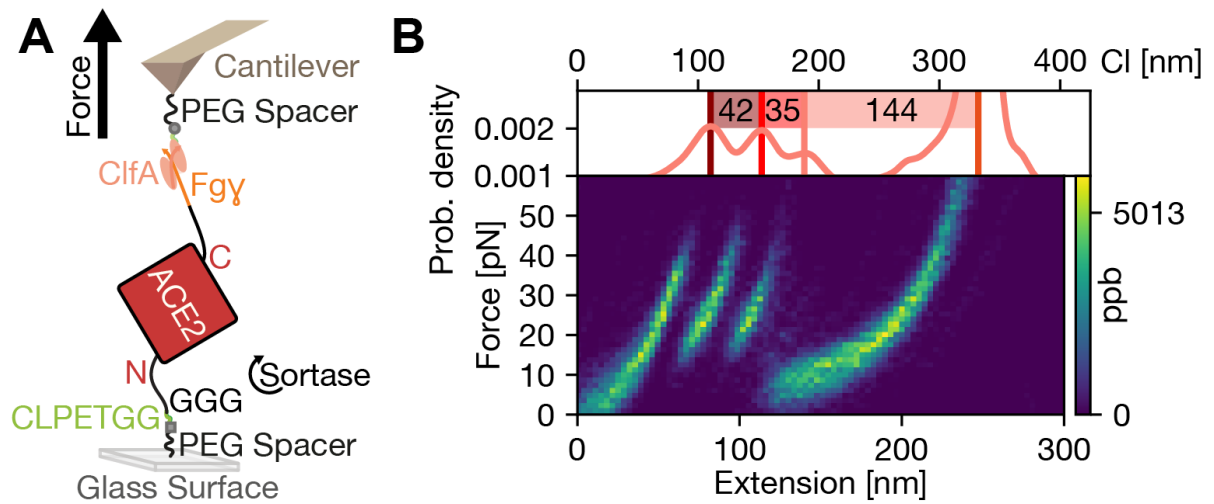 A
Force
Cantilever
PEG Spacer
ClfA
Fgγ
C
ACE2
N
Sortase
GGG
CLPETGG
PEG Spacer
Glass Surface
B
0 100 200 300 400 Cl [nm]
42 35 144
Prob. density
0.002
0.001
Force [pN]
50
40
30
20
10
0
0 100 200 300
Extension [nm]
5013
ppb
0